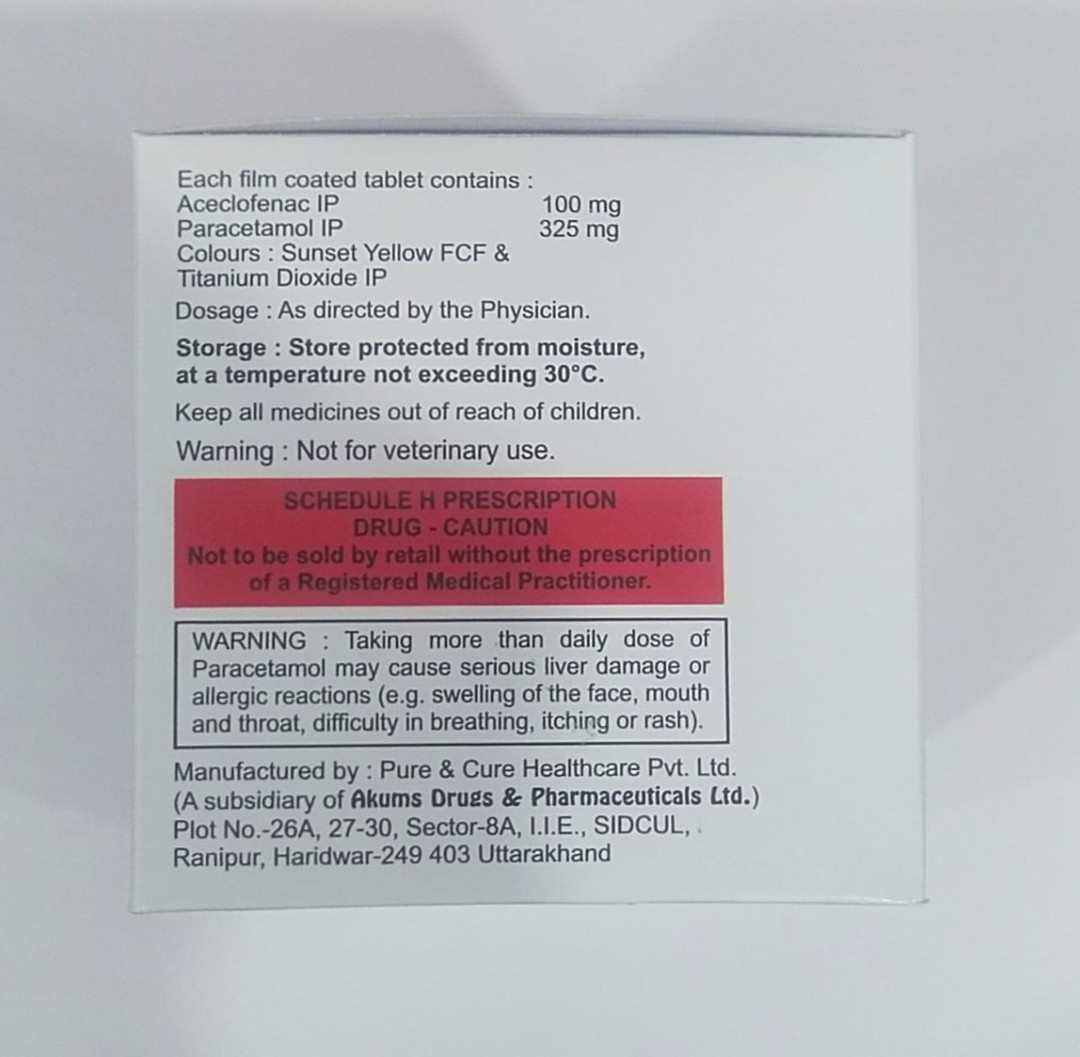 Each film coated tablet contains :
Aceclofenac IP 100 mg
Paracetamol IP 325 mg
Colours : Sunset Yellow FCF &
Titanium Dioxide IP
Dosage : As directed by the Physician.
Storage : Store protected from moisture,
at a temperature not exceeding 30°C.
Keep all medicines out of reach of children.
Warning : Not for veterinary use.
SCHEDULE H PRESCRIPTION
DRUG - CAUTION
Not to be sold by retail without the prescription
of a Registered Medical Practitioner.
WARNING : Taking more than daily dose of
Paracetamol may cause serious liver damage or
allergic reactions (e.g. swelling of the face, mouth
and throat, difficulty in breathing, itching or rash).
Manufactured by : Pure & Cure Healthcare Pvt. Ltd.
(A subsidiary of Akums Drugs & Pharmaceuticals Ltd.)
Plot No.-26A, 27-30, Sector-8A, I.I.E., SIDCUL,
Ranipur, Haridwar-249 403 Uttarakhand